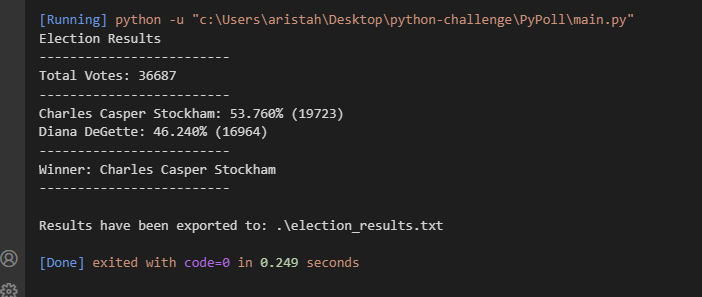 [Running] python -u "c:\Users\aristah\Desktop\python-challenge\PyPoll\main.py"
Election Results
-------------------------
Total Votes: 36687
-------------------------
Charles Casper Stockham: 53.760% (19723)
Diana DeGette: 46.240% (16964)
-------------------------
Winner: Charles Casper Stockham
-------------------------
Results have been exported to: .\election_results.txt
[Done] exited with code=0 in 0.249 seconds